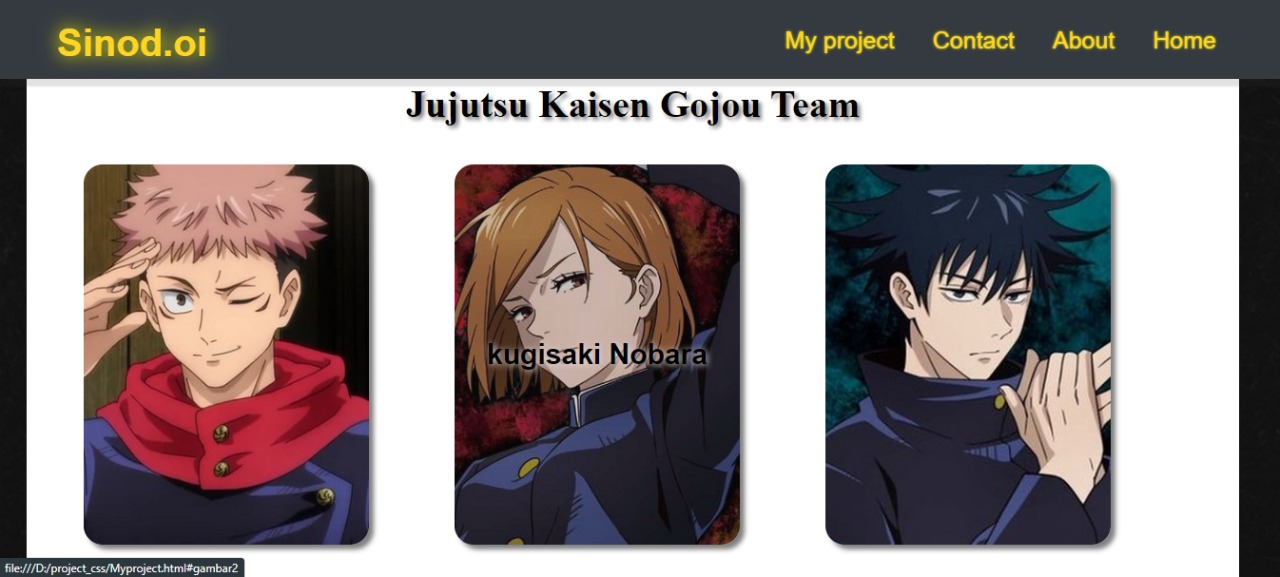 Sinod.oi
My project Contact About Home
Jujutsu Kaisen Gojou Team
kugisaki Nobara
file:///D:/project_css/Myproject.html#gambar2